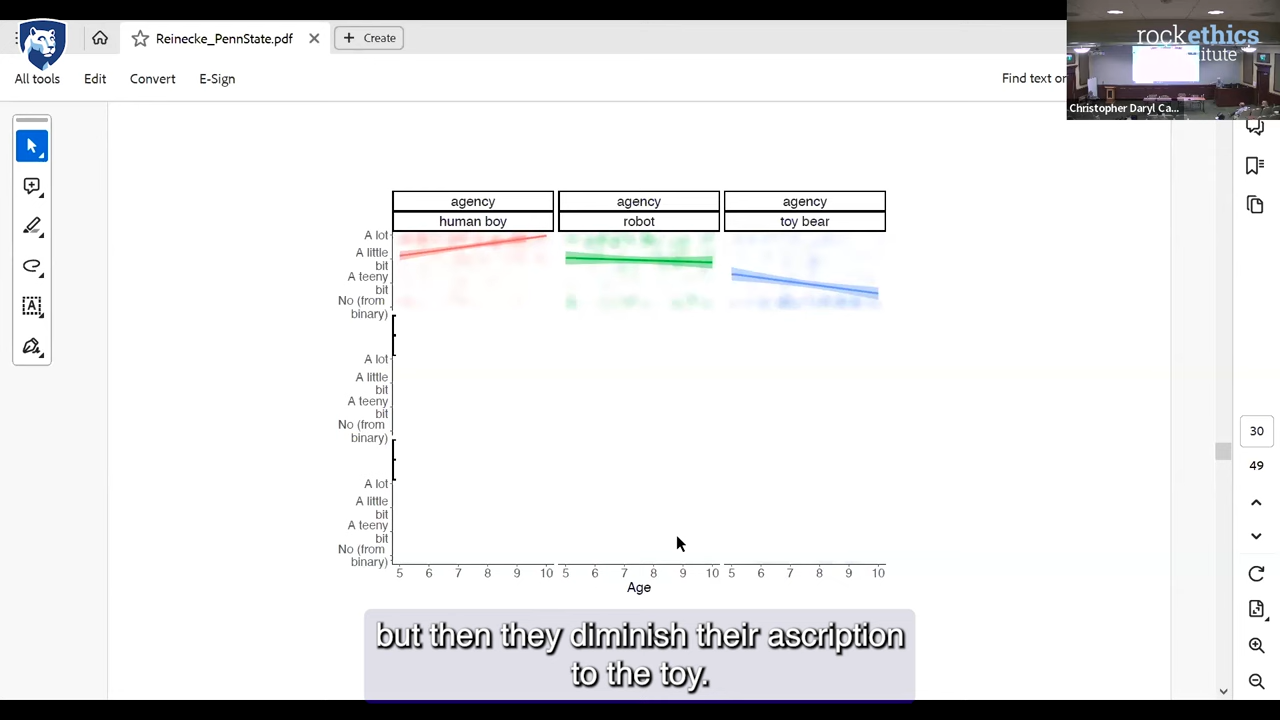 Reinecke_PennState.pdf
Create
All tools
Edit
Convert
E-Sign
Find text or
rockethics
itute
Christopher Daryl Ca...
agency
agency
agency
human boy
robot
toy bear
A lot
A little
bit
A teeny
bit
No (from
binary)
A lot
A little
bit
A teeny
bit
No (from
binary)
A lot
A little
bit
A teeny
bit
No (from
binary)
5 6 7 8 9 10 5 6 7 8 9 10 5 6 7 8 9 10
Age
30
49
but then they diminish their ascription
to the toy.